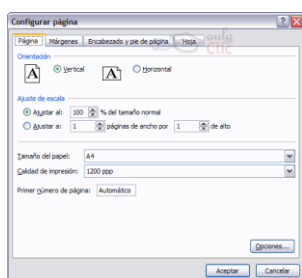 Configurar página
Página Márgenes Encabezado y pie de página Hoja
aula clic
Orientación
A Vertical A Horizontal
Ajuste de escala
Ajustar al: 100 % del tamaño normal
Ajustar a: 1 páginas de ancho por 1 de alto
Tamaño del papel: A4
Calidad de impresión: 1200 ppp
Primer número de página: Automático
Opciones...
Aceptar Cancelar